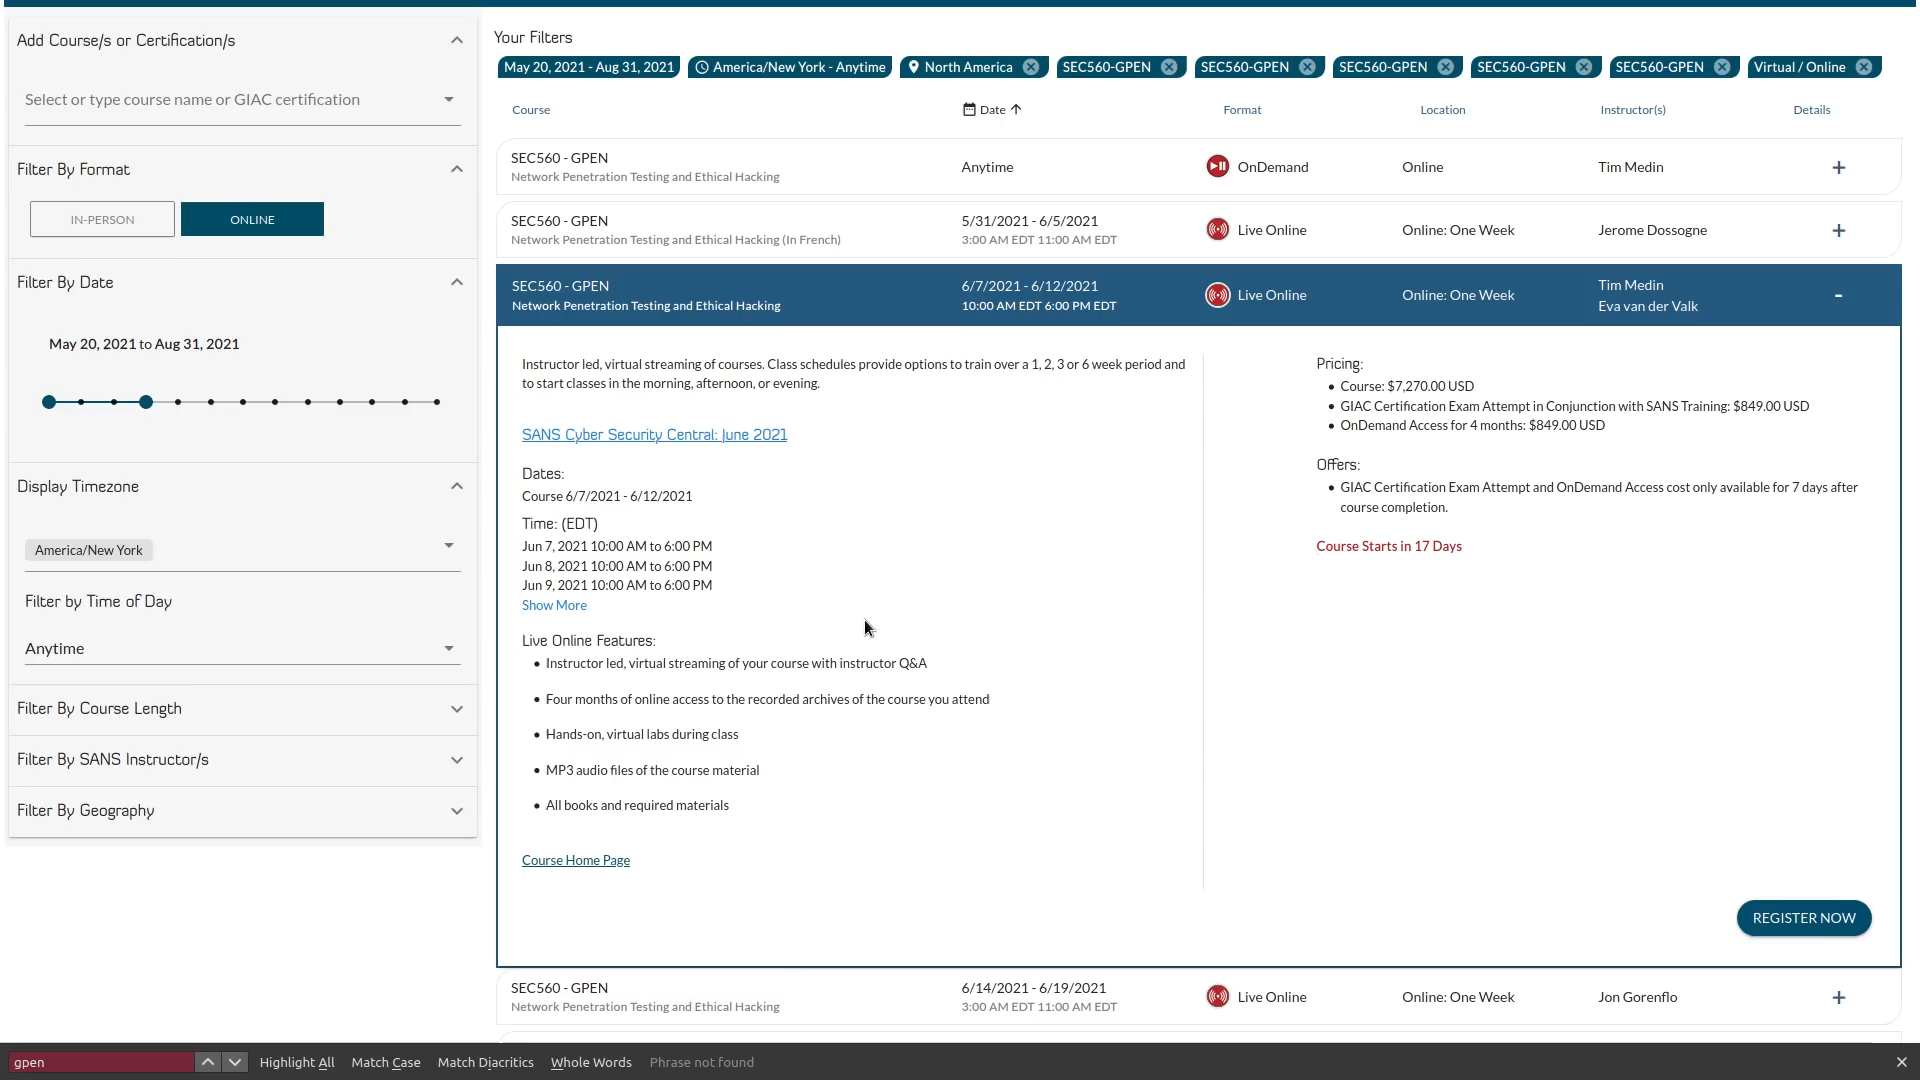 Add Course/s or Certification/s
Select or type course name or GIAC certification
Filter By Format
IN-PERSON ONLINE
Filter By Date
May 20, 2021 to Aug 31, 2021
Display Timezone
America/New York
Filter by Time of Day
Anytime
Filter By Course Length
Filter By SANS Instructor/s
Filter By Geography
Your Filters
May 20, 2021 - Aug 31, 2021 America/New York - Anytime North America SEC560-GPEN SEC560-GPEN SEC560-GPEN SEC560-GPEN SEC560-GPEN Virtual / Online
Course Date Format Location Instructor(s) Details
SEC560 - GPEN
Network Penetration Testing and Ethical Hacking
Anytime OnDemand Online Tim Medin +
SEC560 - GPEN
Network Penetration Testing and Ethical Hacking (In French)
5/31/2021 - 6/5/2021
3:00 AM EDT 11:00 AM EDT
Live Online Online: One Week Jerome Dossogne +
SEC560 - GPEN
Network Penetration Testing and Ethical Hacking
6/7/2021 - 6/12/2021
10:00 AM EDT 6:00 PM EDT
Live Online Online: One Week
Tim Medin
Eva van der Valk
-
Instructor led, virtual streaming of courses. Class schedules provide options to train over a 1, 2, 3 or 6 week period and
to start classes in the morning, afternoon, or evening.
SANS Cyber Security Central: June 2021
Dates:
Course 6/7/2021 - 6/12/2021
Time: (EDT)
Jun 7, 2021 10:00 AM to 6:00 PM
Jun 8, 2021 10:00 AM to 6:00 PM
Jun 9, 2021 10:00 AM to 6:00 PM
Show More
Live Online Features:
• Instructor led, virtual streaming of your course with instructor Q&A
• Four months of online access to the recorded archives of the course you attend
• Hands-on, virtual labs during class
• MP3 audio files of the course material
• All books and required materials
Course Home Page
Pricing:
• Course: $7,270.00 USD
• GIAC Certification Exam Attempt in Conjunction with SANS Training: $849.00 USD
• OnDemand Access for 4 months: $849.00 USD
Offers:
• GIAC Certification Exam Attempt and OnDemand Access cost only available for 7 days after
course completion.
Course Starts in 17 Days
REGISTER NOW
SEC560 - GPEN
Network Penetration Testing and Ethical Hacking
6/14/2021 - 6/19/2021
3:00 AM EDT 11:00 AM EDT
Live Online Online: One Week Jon Gorenflo +
gpen Highlight All Match Case Match Diacritics Whole Words Phrase not found